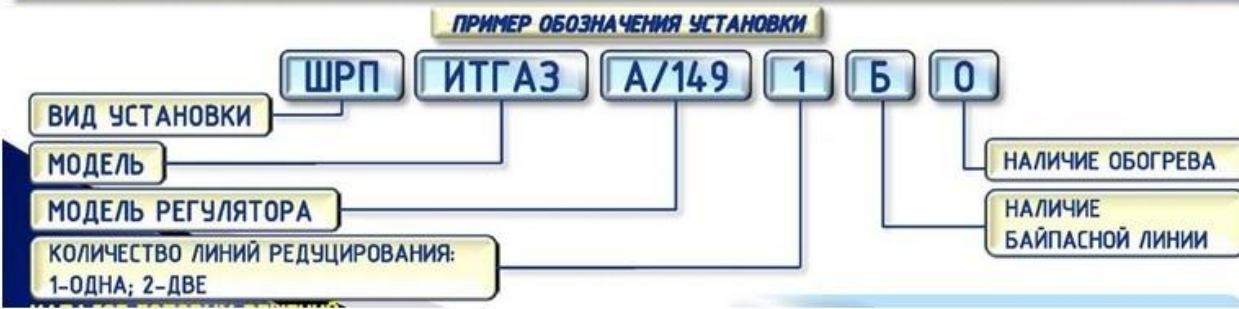 ПРИМЕР ОБОЗНАЧЕНИЯ УСТАНОВКИ
ШРП ИТГАЗ А/149 1 Б О
ВИД УСТАНОВКИ
МОДЕЛЬ
МОДЕЛЬ РЕГУЛЯТОРА
КОЛИЧЕСТВО ЛИНИЙ РЕДУЦИРОВАНИЯ:
1-ОДНА; 2-ДВЕ
НАЛИЧИЕ ОБОГРЕВА
НАЛИЧИЕ
БАЙПАСНОЙ ЛИНИИ